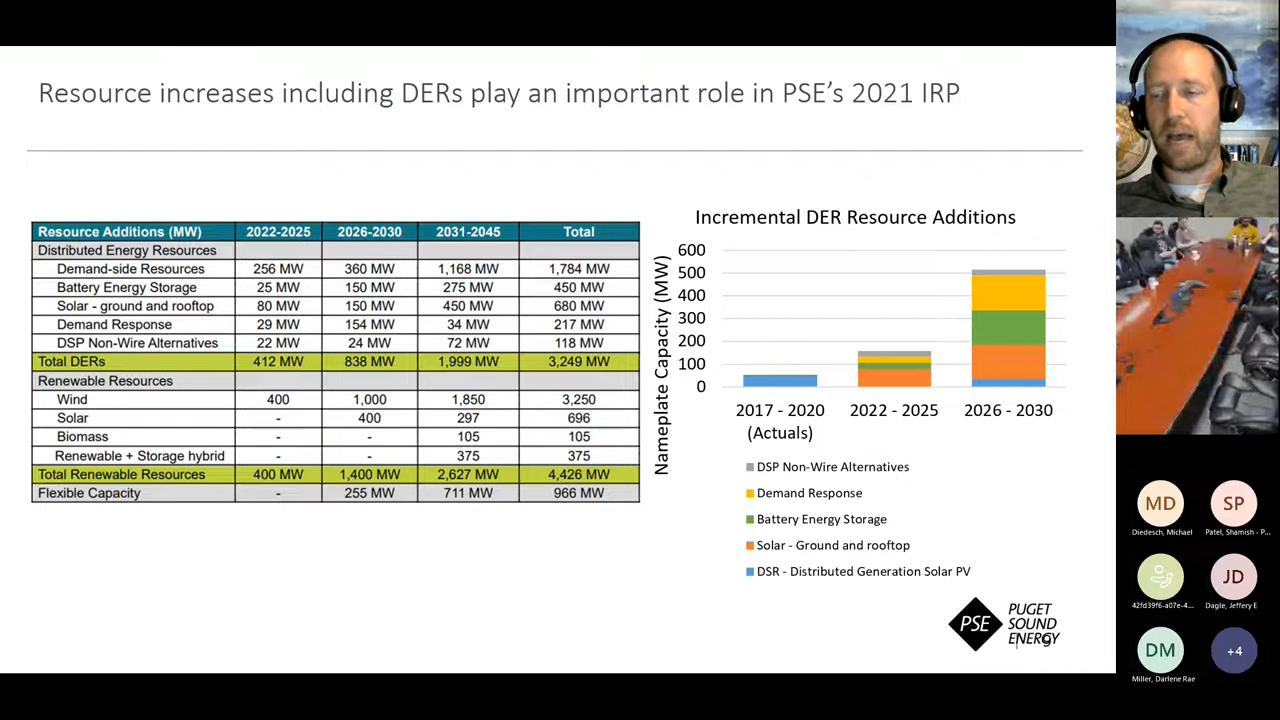 Resource increases including DERs play an important role in PSE's 2021 IRP
Resource Additions (MW) 2022-2025 2026-2030 2031-2045 Total
Distributed Energy Resources
Demand-side Resources 256 MW 360 MW 1,168 MW 1,784 MW
Battery Energy Storage 25 MW 150 MW 275 MW 450 MW
Solar - ground and rooftop 80 MW 150 MW 450 MW 680 MW
Demand Response 29 MW 154 MW 34 MW 217 MW
DSP Non-Wire Alternatives 22 MW 24 MW 72 MW 118 MW
Total DERs 412 MW 838 MW 1,999 MW 3,249 MW
Renewable Resources
Wind 400 1,000 1,850 3,250
Solar - 400 297 696
Biomass - - 105 105
Renewable + Storage hybrid - - 375 375
Total Renewable Resources 400 MW 1,400 MW 2,627 MW 4,426 MW
Flexible Capacity - 255 MW 711 MW 966 MW
Incremental DER Resource Additions
Nameplate Capacity (MW)
600
500
400
300
200
100
0
2017 - 2020 2022 - 2025 2026 - 2030
(Actuals)
DSP Non-Wire Alternatives
Demand Response
Battery Energy Storage
Solar - Ground and rooftop
DSR - Distributed Generation Solar PV
PSE
PUGET
SOUND
ENERGY
9
MD SP
Diedesch, Michael Patel, Shamish - P...
JD
42fd39f6-a07e-4... Dagle, Jeffery E
DM +4
Miller, Darlene Rae